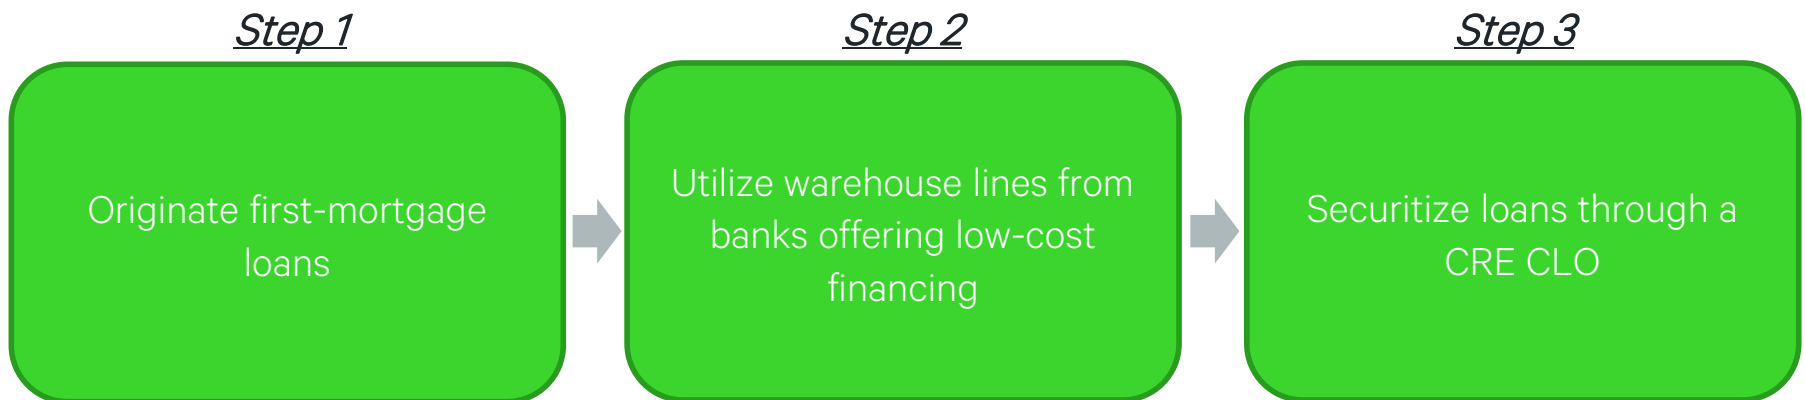 Step 1
Step 2
Step 3
Originate first-mortgage
loans
Utilize warehouse lines from
banks offering low-cost
financing
Securitize loans through a
CRE CLO